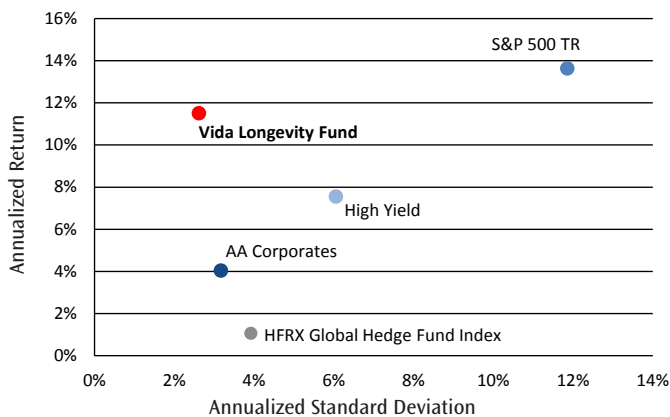 16%
14%
12%
10%
8%
6%
4%
2%
0%
Annualized Return
S&P 500 TR
Vida Longevity Fund
High Yield
AA Corporates
HFRX Global Hedge Fund Index
0% 2% 4% 6% 8% 10% 12% 14%
Annualized Standard Deviation